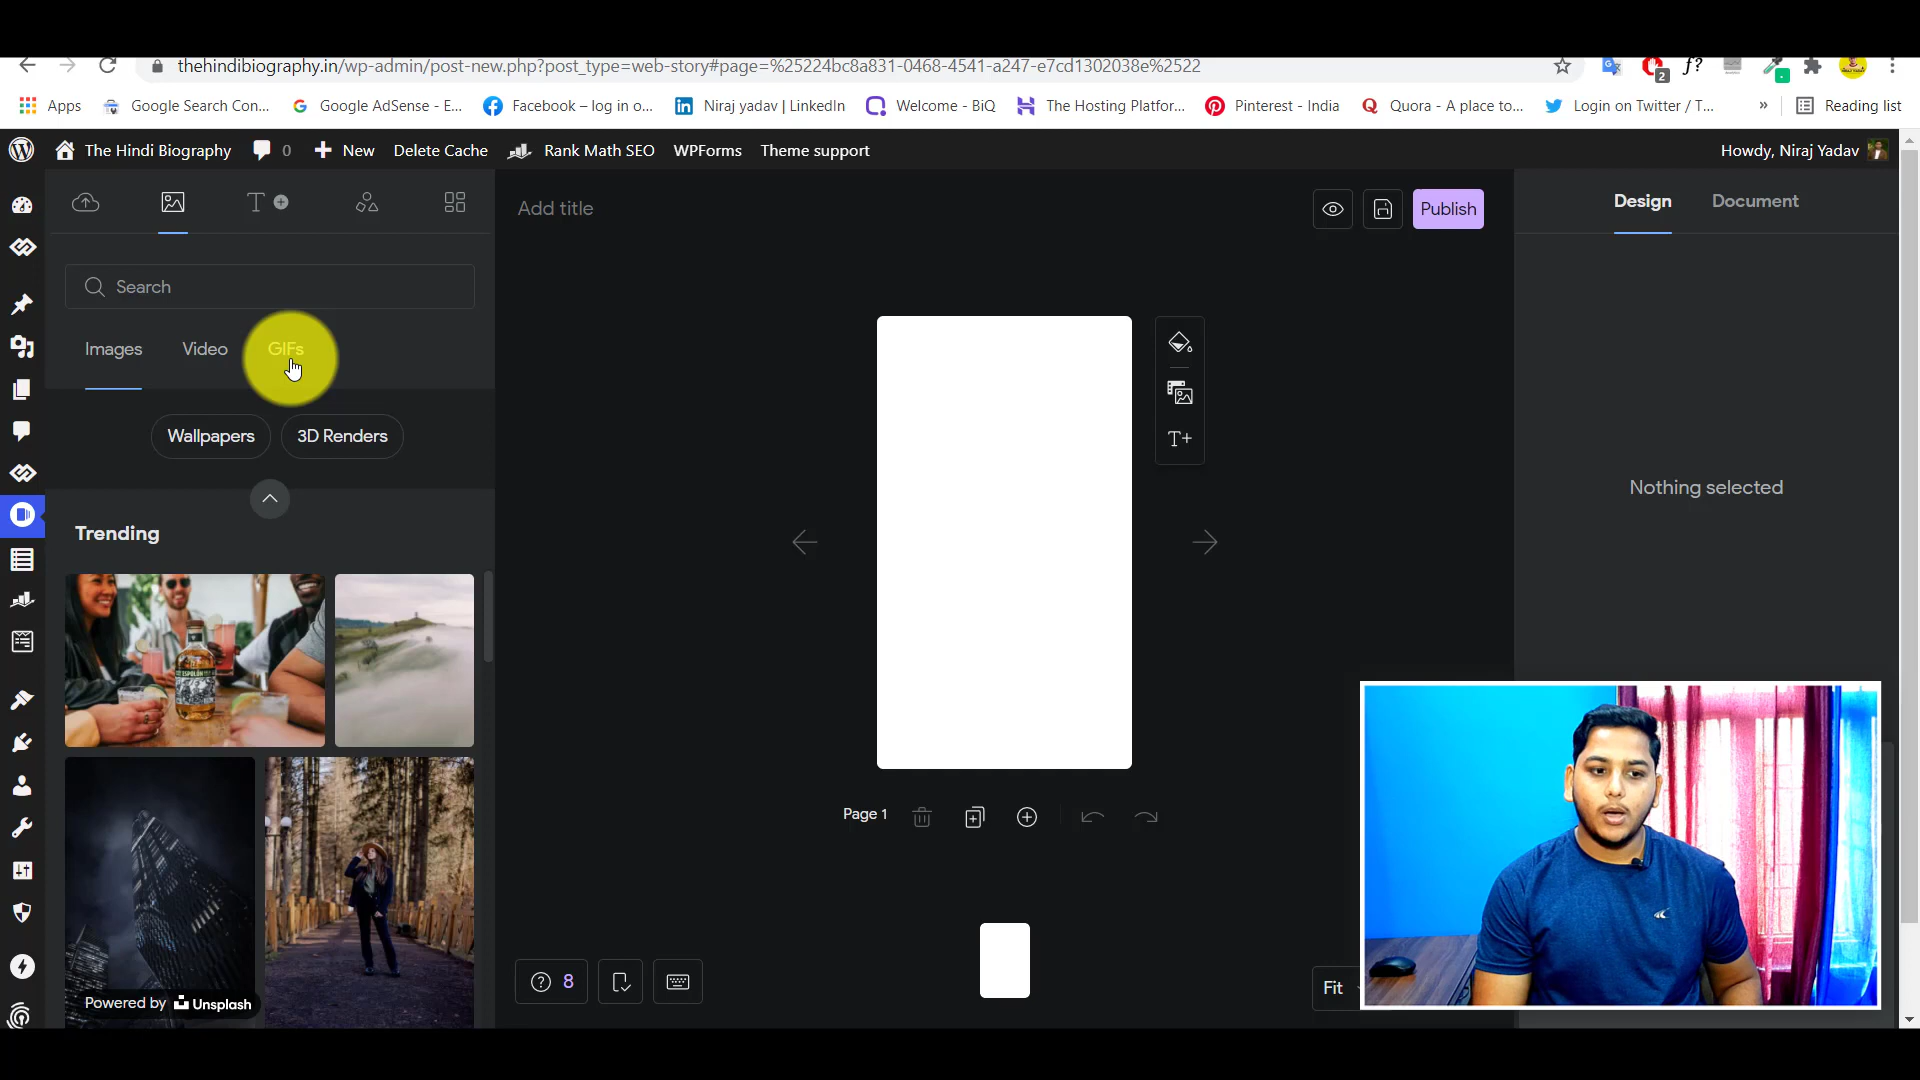 thehindibiography.in/wp-admin/post-new.php?post_type=web-story#page=%25224bc8a831-0468-4541-a247-e7cd1302038e%2522
2
Apps
Google Search Con...
Google AdSense - E...
Facebook – log in o...
Niraj yadav | LinkedIn
Welcome - BiQ
The Hosting Platfor...
Pinterest - India
Quora - A place to...
Login on Twitter / T...
»
Reading list
The Hindi Biography
0
New
Delete Cache
Rank Math SEO
WPForms
Theme support
Howdy, Niraj Yadav
Add title
Publish
Design
Document
Search
Images
Video
GIFs
Wallpapers
3D Renders
Trending
Nothing selected
ESPOLÒN
Page 1
Powered by Unsplash
8
Fit